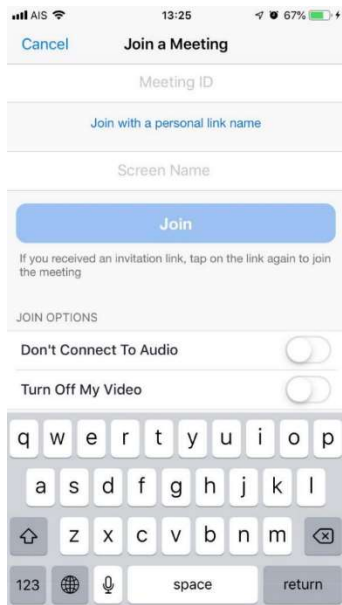 AIS 13:25 67%
Cancel Join a Meeting
Meeting ID
Join with a personal link name
Screen Name
Join
If you received an invitation link, tap on the link again to join
the meeting
JOIN OPTIONS
Don't Connect To Audio
Turn Off My Video
q w e r t y u i o p
a s d f g h j k l
z x c v b n m
123 space return